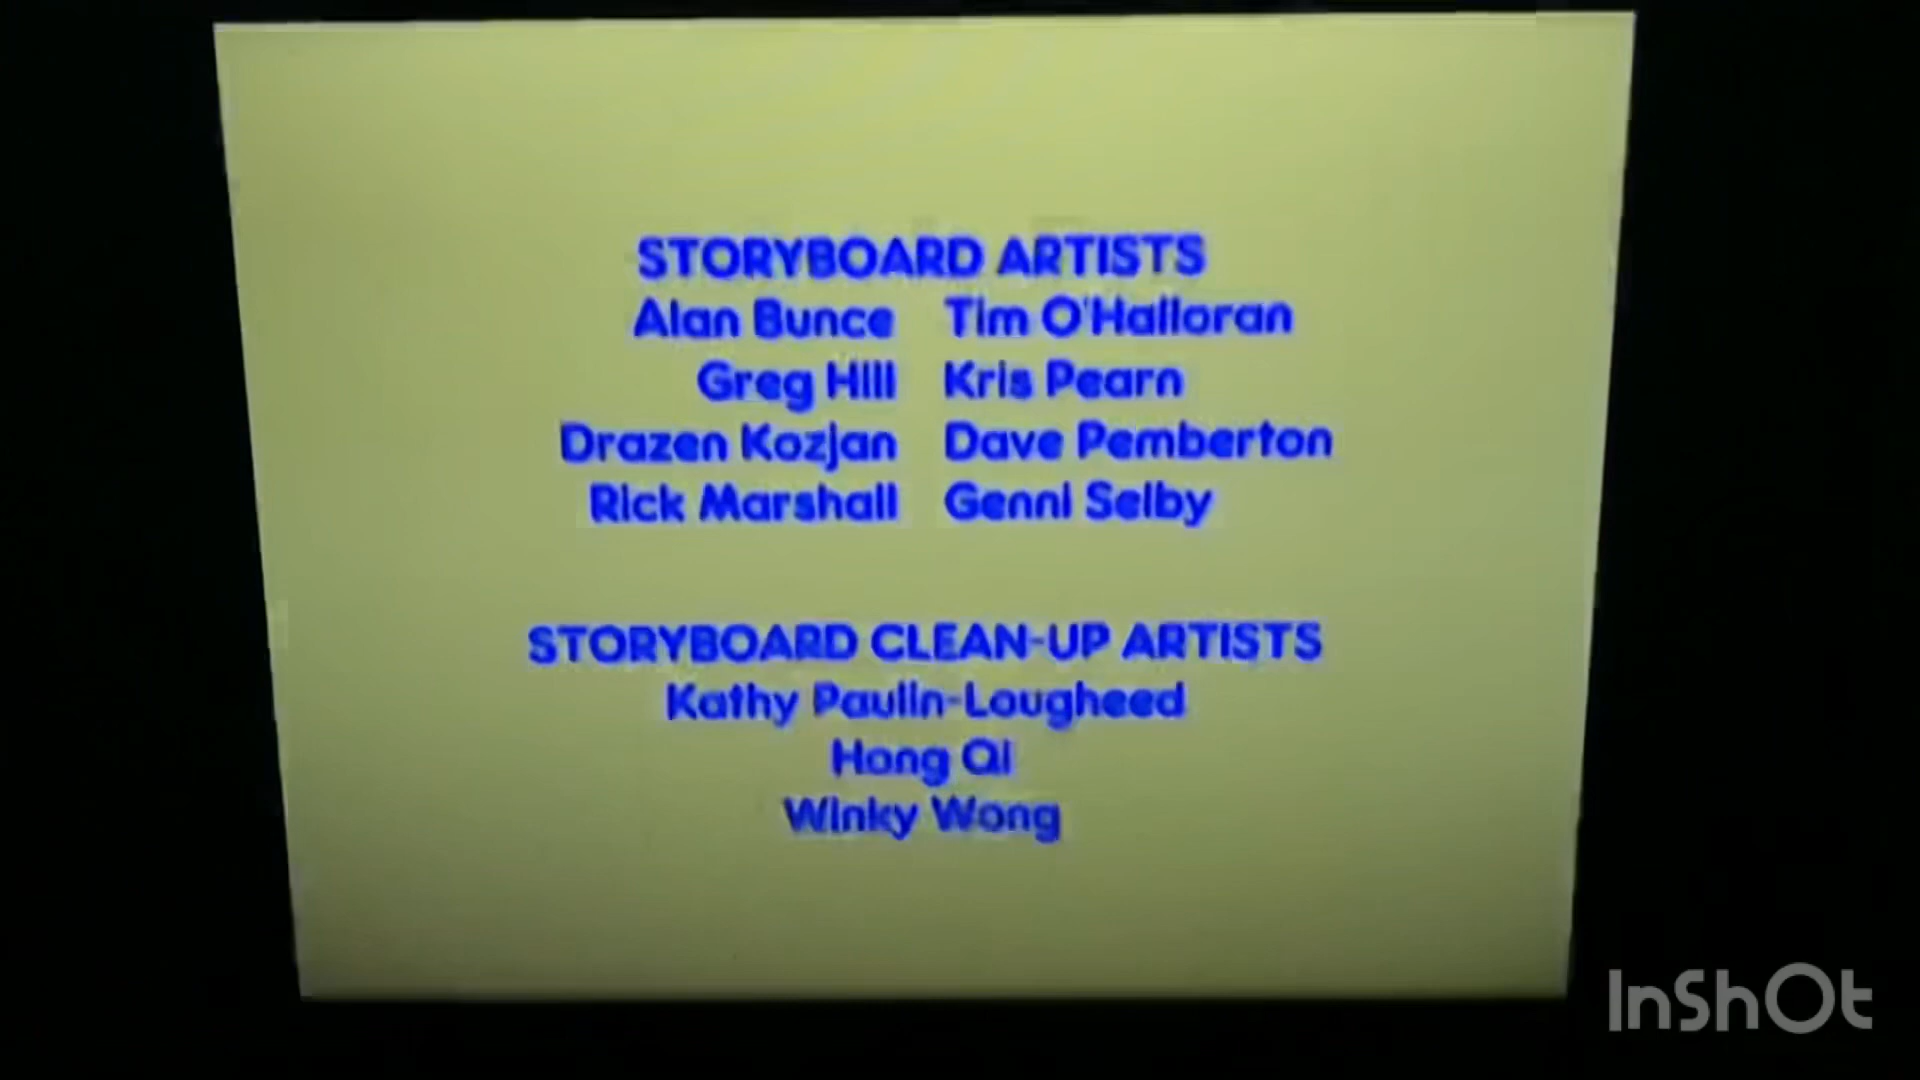 STORYBOARD ARTISTS
Alan Bunce Tim O'Halloran
Greg Hill Kris Pearn
Drazen Kozjan Dave Pemberton
Rick Marshall Genni Selby
STORYBOARD CLEAN-UP ARTISTS
Kathy Paulin-Lougheed
Hong Qi
Winky Wong
InShOt